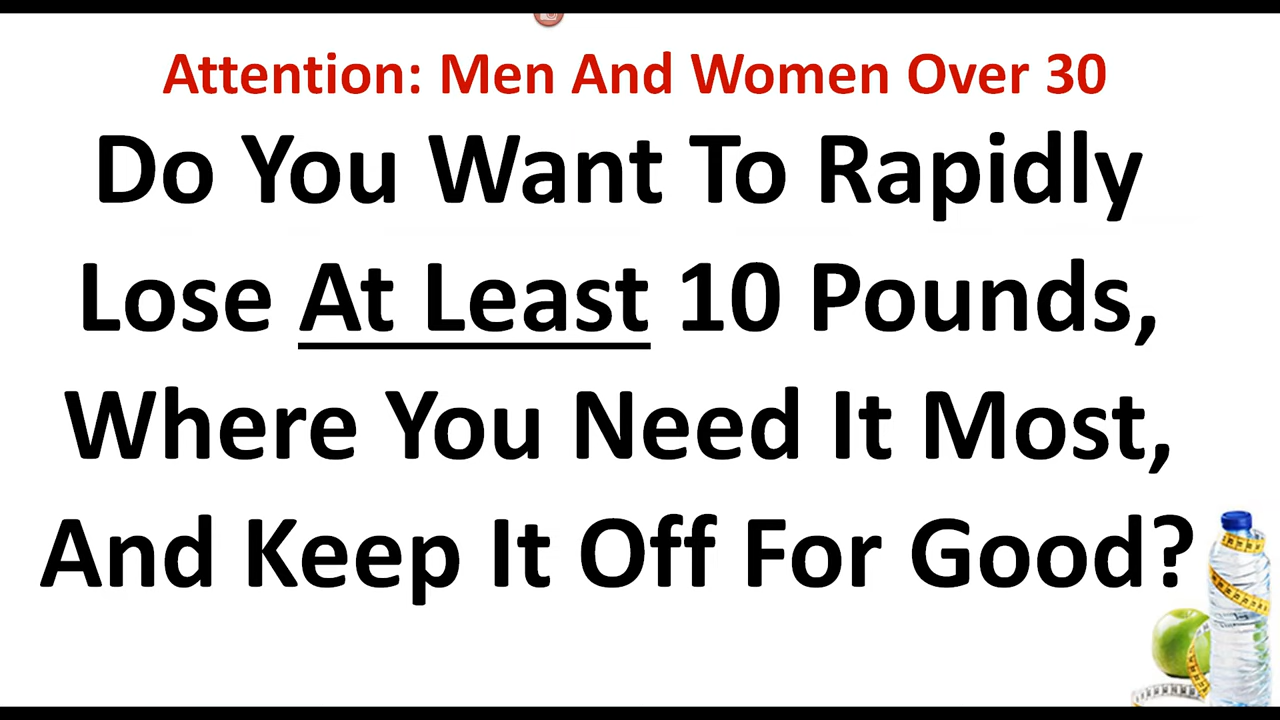 Attention: Men And Women Over 30
Do You Want To Rapidly
Lose At Least 10 Pounds,
Where You Need It Most,
And Keep It Off For Good?